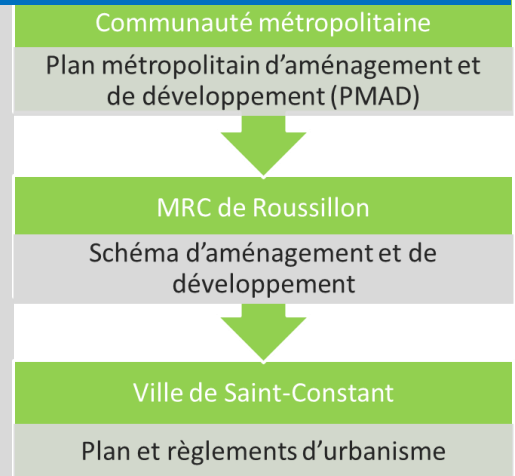 Communauté métropolitaine
Plan métropolitain d'aménagement et
de développement (PMAD)
MRC de Roussillon
Schéma d'aménagement et de
développement
Ville de Saint-Constant
Plan et règlements d'urbanisme